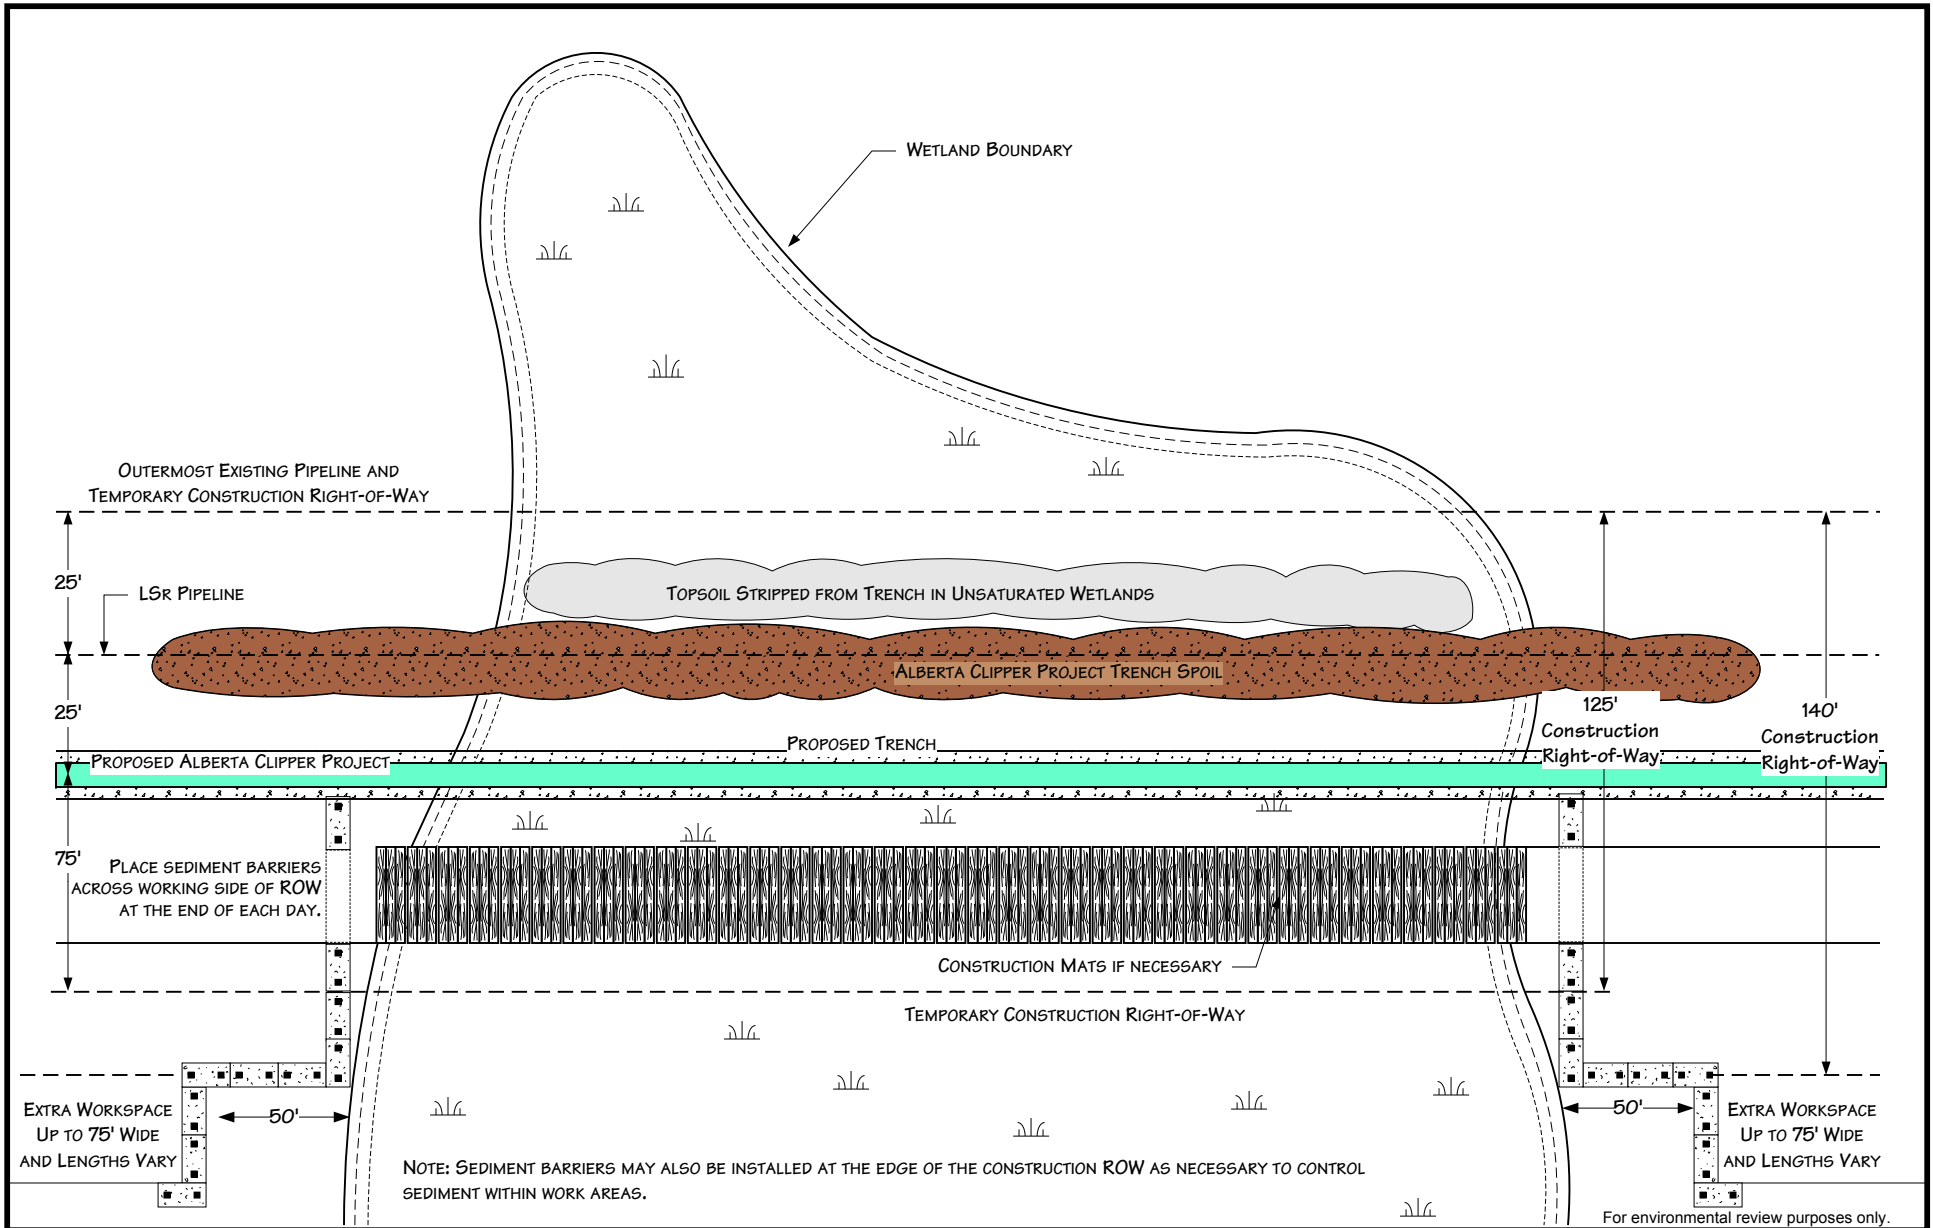 Wetland Boundary
Outermost Existing Pipeline and
Temporary Construction Right-of-Way
25'
LSr Pipeline
Topsoil Stripped from Trench in Unsaturated Wetlands
Alberta Clipper Project Trench Spoil
25'
125'
Construction
Right-of-Way
140'
Construction
Right-of-Way
Proposed Trench
Proposed Alberta Clipper Project
75'
Place sediment barriers
across working side of ROW
at the end of each day.
Construction Mats if necessary
Temporary Construction Right-of-Way
Extra Workspace
Up to 75' Wide
and Lengths Vary
50'
50'
Extra Workspace
Up to 75' Wide
and Lengths Vary
Note: Sediment barriers may also be installed at the edge of the construction ROW as necessary to control
sediment within work areas.
For environmental review purposes only.